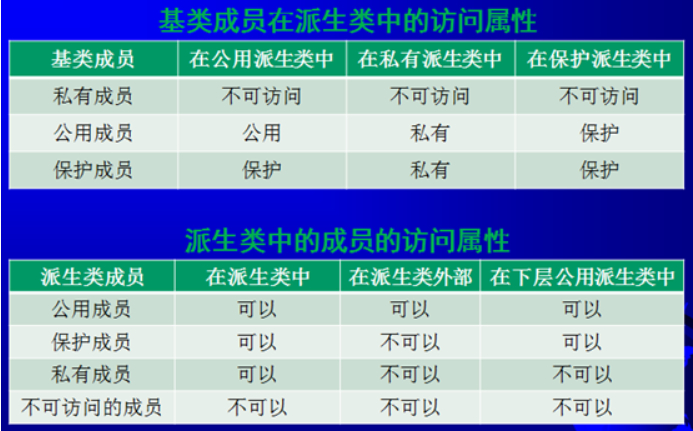 基类成员在派生类中的访问属性
基类成员 在公用派生类中 在私有派生类中 在保护派生类中
私有成员 不可访问 不可访问 不可访问
公用成员 公用 私有 保护
保护成员 保护 私有 保护
派生类中的成员的访问属性
派生类成员 在派生类中 在派生类外部 在下层公用派生类中
公用成员 可以 可以 可以
保护成员 可以 不可以 可以
私有成员 可以 不可以 不可以
不可访问的成员 不可以 不可以 不可以